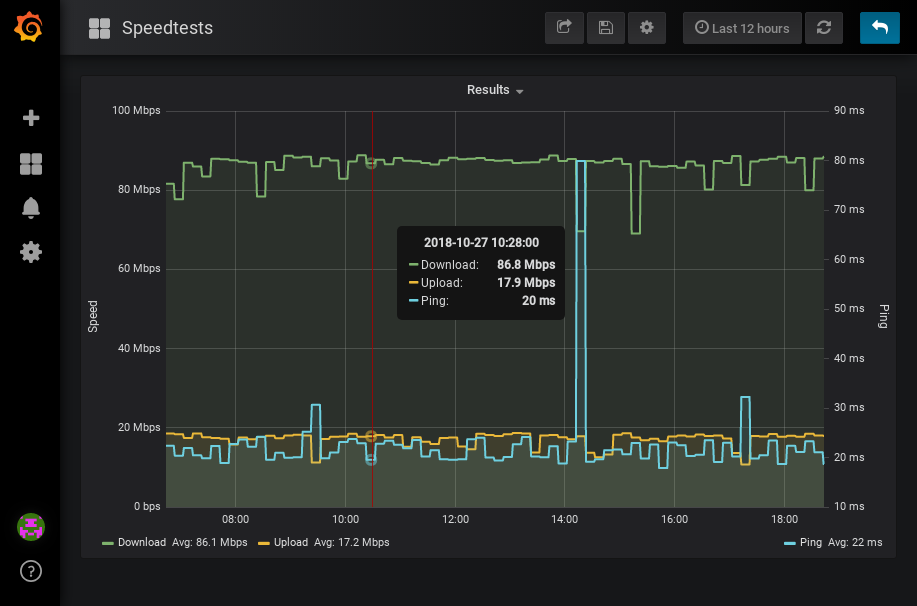 Speedtests
Last 12 hours
Results
100 Mbps
80 Mbps
60 Mbps
40 Mbps
20 Mbps
0 bps
Speed
90 ms
80 ms
70 ms
60 ms
50 ms
40 ms
30 ms
20 ms
10 ms
Ping
2018-10-27 10:28:00
Download: 86.8 Mbps
Upload: 17.9 Mbps
Ping: 20 ms
08:00 10:00 12:00 14:00 16:00 18:00
Download Avg: 86.1 Mbps Upload Avg: 17.2 Mbps Ping Avg: 22 ms
?